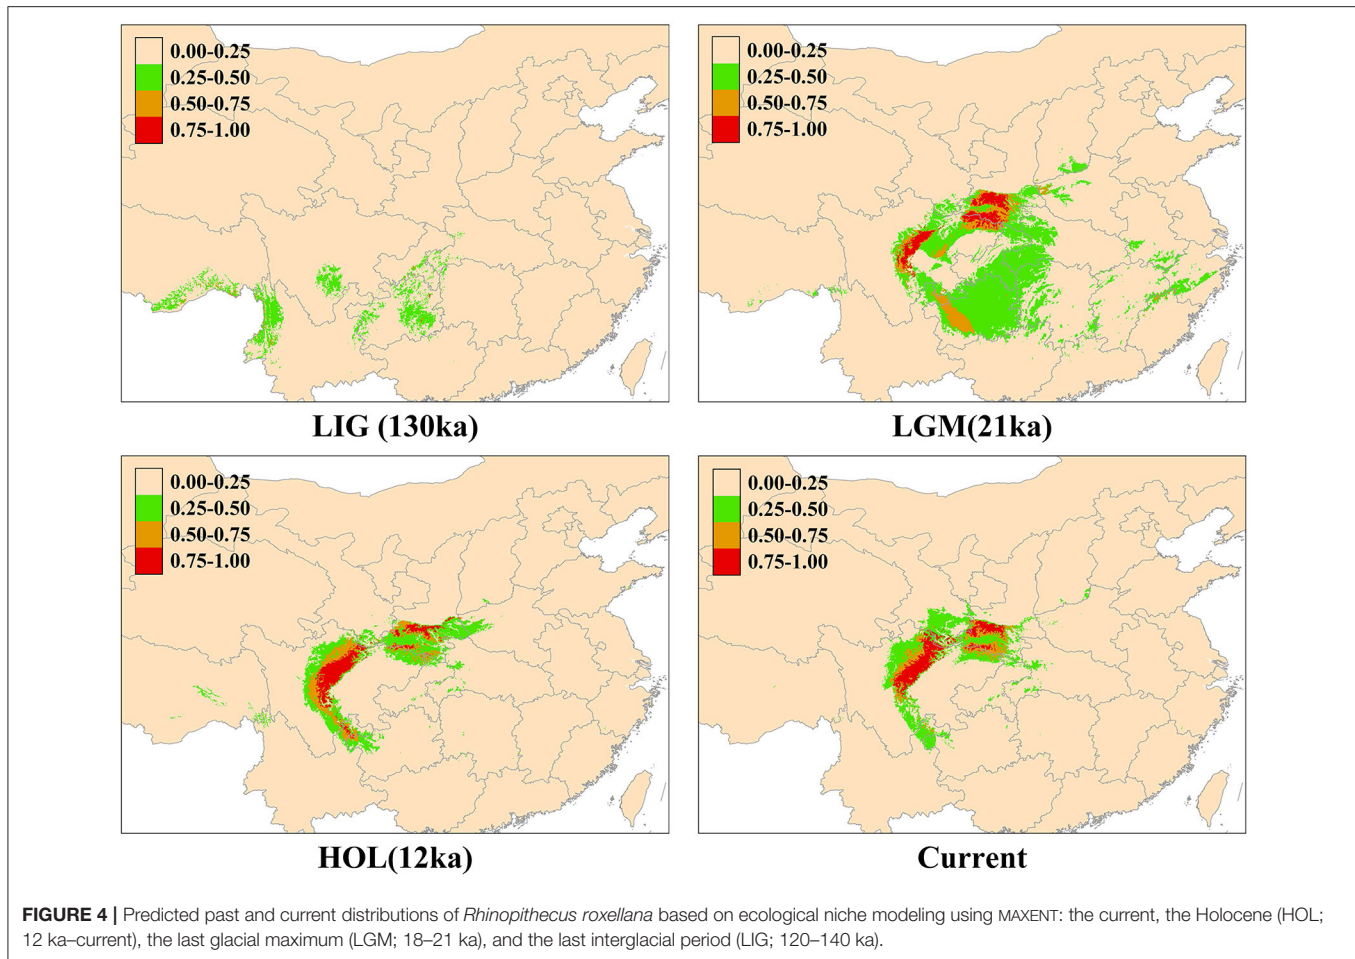 0.00-0.25
0.25-0.50
0.50-0.75
0.75-1.00
LIG (130ka)
0.00-0.25
0.25-0.50
0.50-0.75
0.75-1.00
LGM(21ka)
0.00-0.25
0.25-0.50
0.50-0.75
0.75-1.00
HOL(12ka)
0.00-0.25
0.25-0.50
0.50-0.75
0.75-1.00
Current
FIGURE 4 | Predicted past and current distributions of Rhinopithecus roxellana based on ecological niche modeling using MAXENT: the current, the Holocene (HOL;
12 ka–current), the last glacial maximum (LGM; 18–21 ka), and the last interglacial period (LIG; 120–140 ka).